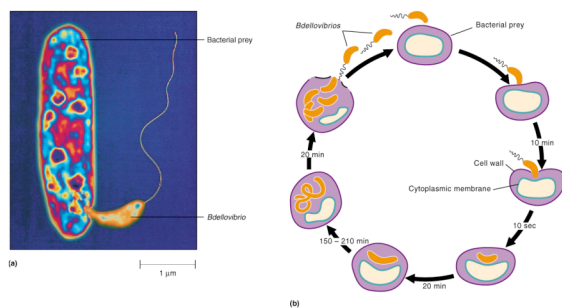 Bacterial prey
Bdellovibrio
(a)
1 µm
Bdellovibrios
Bacterial prey
10 min
Cell wall
Cytoplasmic membrane
10 sec
20 min
150 – 210 min
20 min
(b)